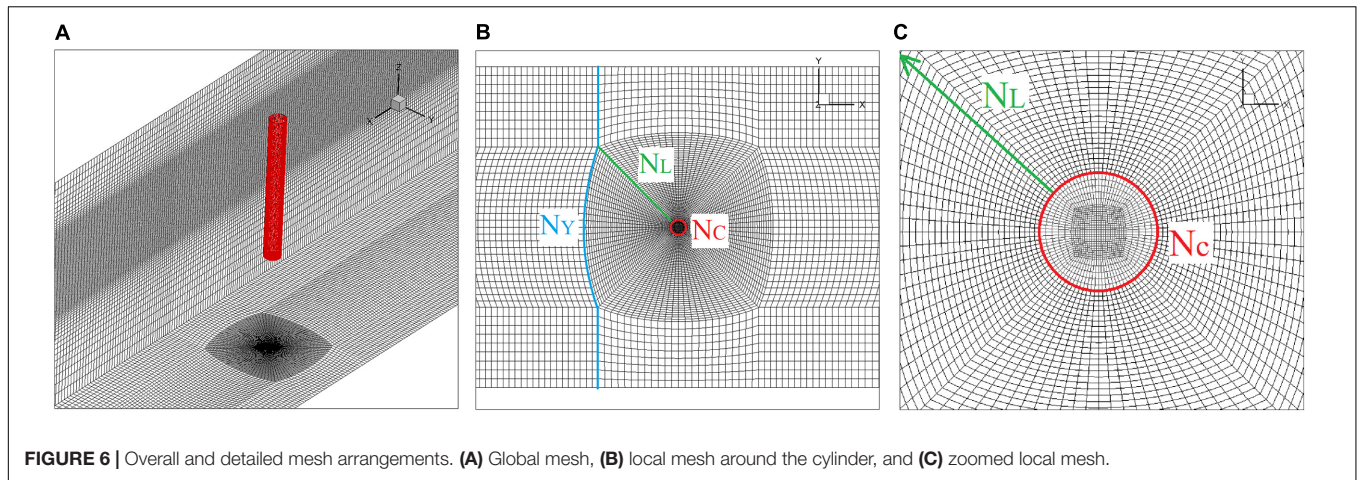 A
B
C
Z
X
Y
Y
Z
X
NL
NY
NC
NL
Nc
FIGURE 6 | Overall and detailed mesh arrangements. (A) Global mesh, (B) local mesh around the cylinder, and (C) zoomed local mesh.